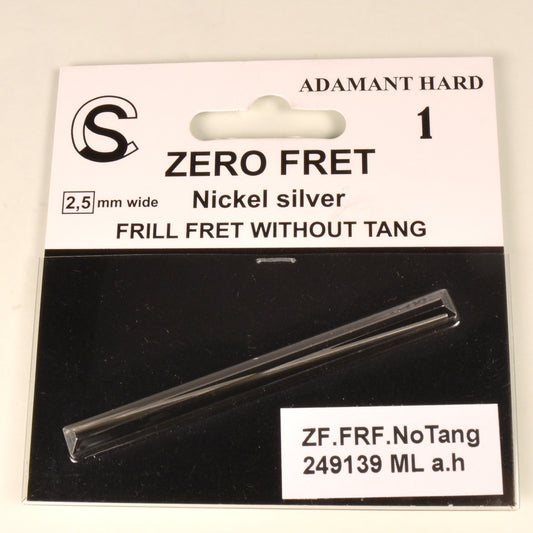 ADAMANT HARD
CS
1
ZERO FRET
2,5 mm wide
Nickel silver
FRILL FRET WITHOUT TANG
ZF.FRF.NoTang
249139 ML a.h